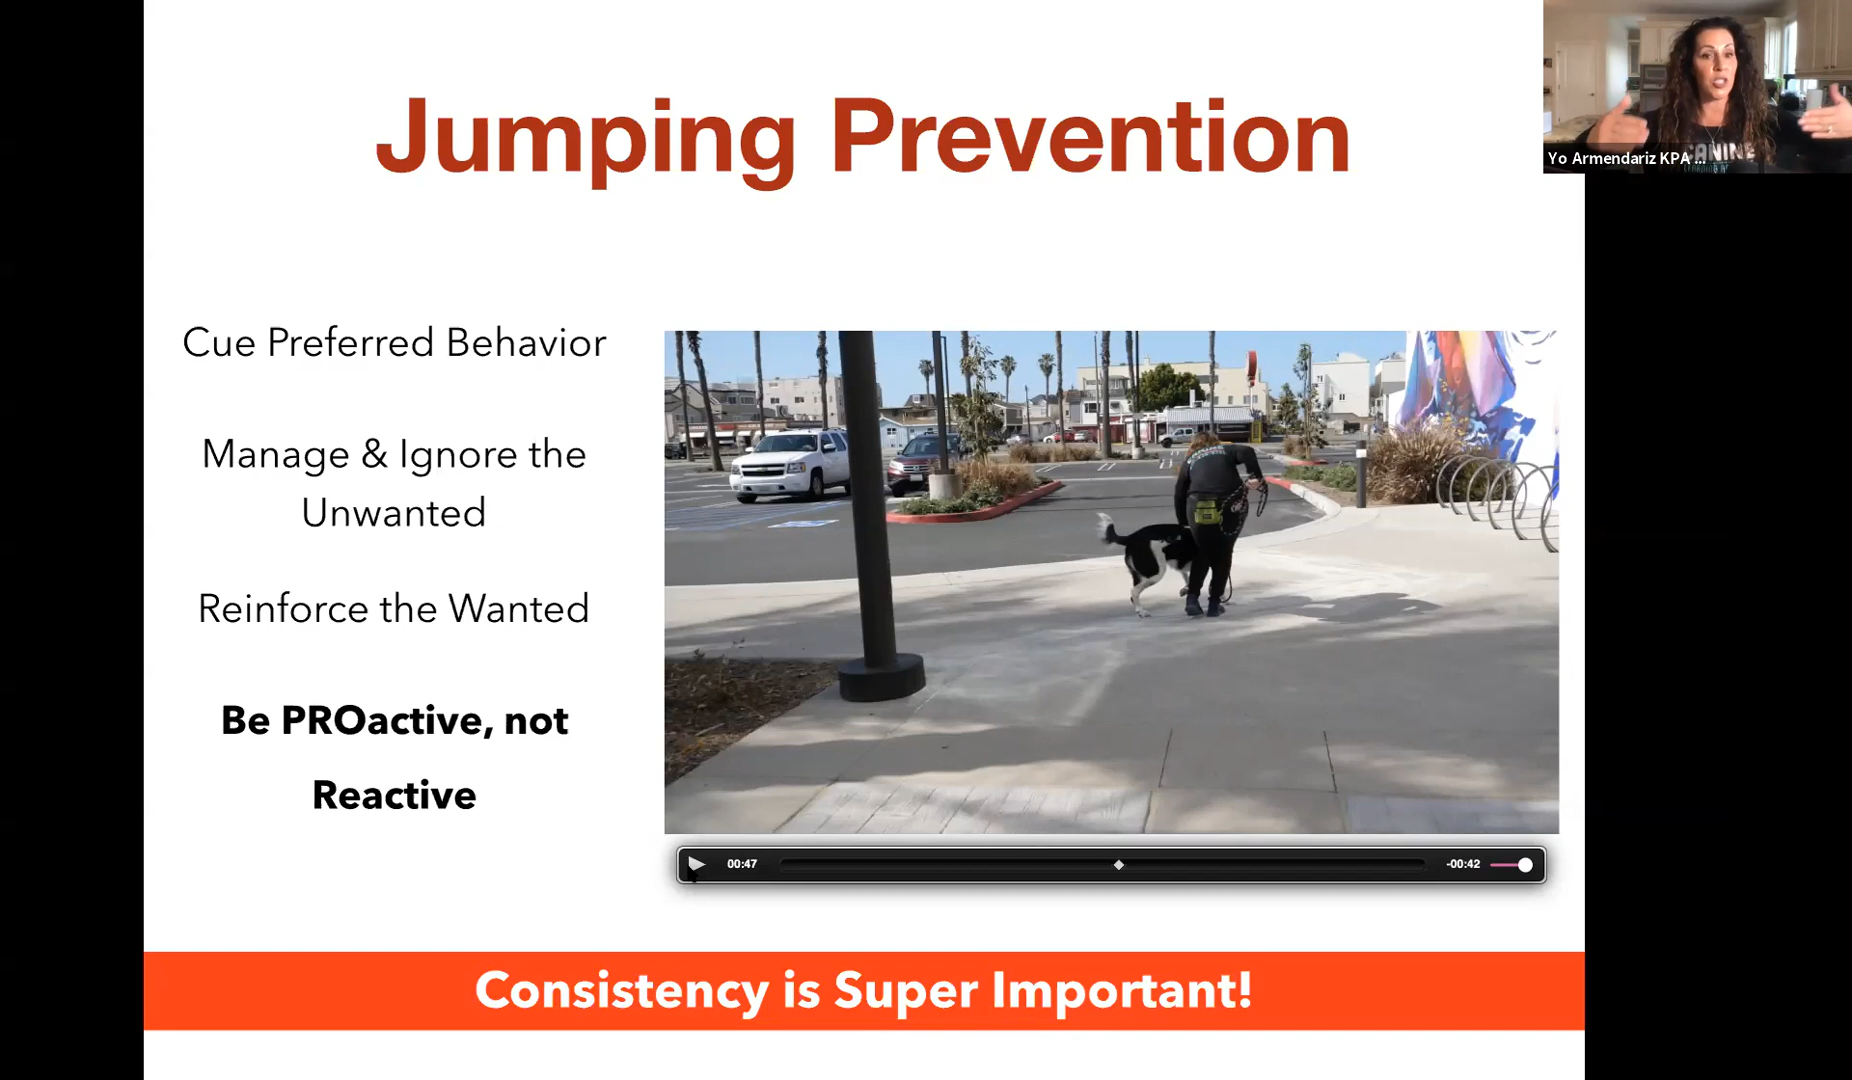 Jumping Prevention
Yo Armendariz KPA ...
CANINE
Cue Preferred Behavior
Manage & Ignore the
Unwanted
Reinforce the Wanted
Be PROactive, not
Reactive
00:47
-00:42
Consistency is Super Important!